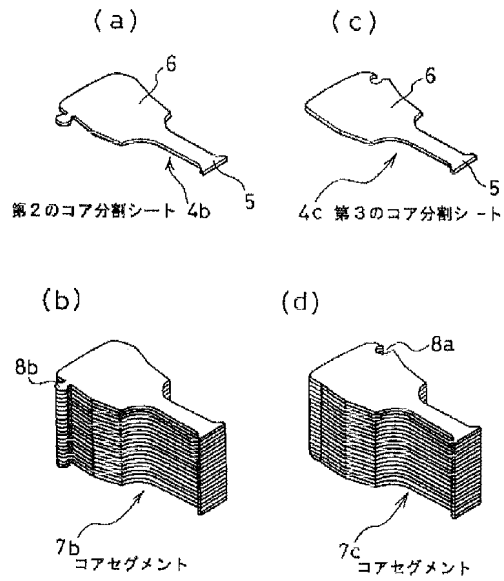 (a)
(c)
6
6
5
5
第2のコア分割シート 4b
4c 第3のコア分割シート
(b)
(d)
8b
8a
7b
7c
コアセグメント
コアセグメント